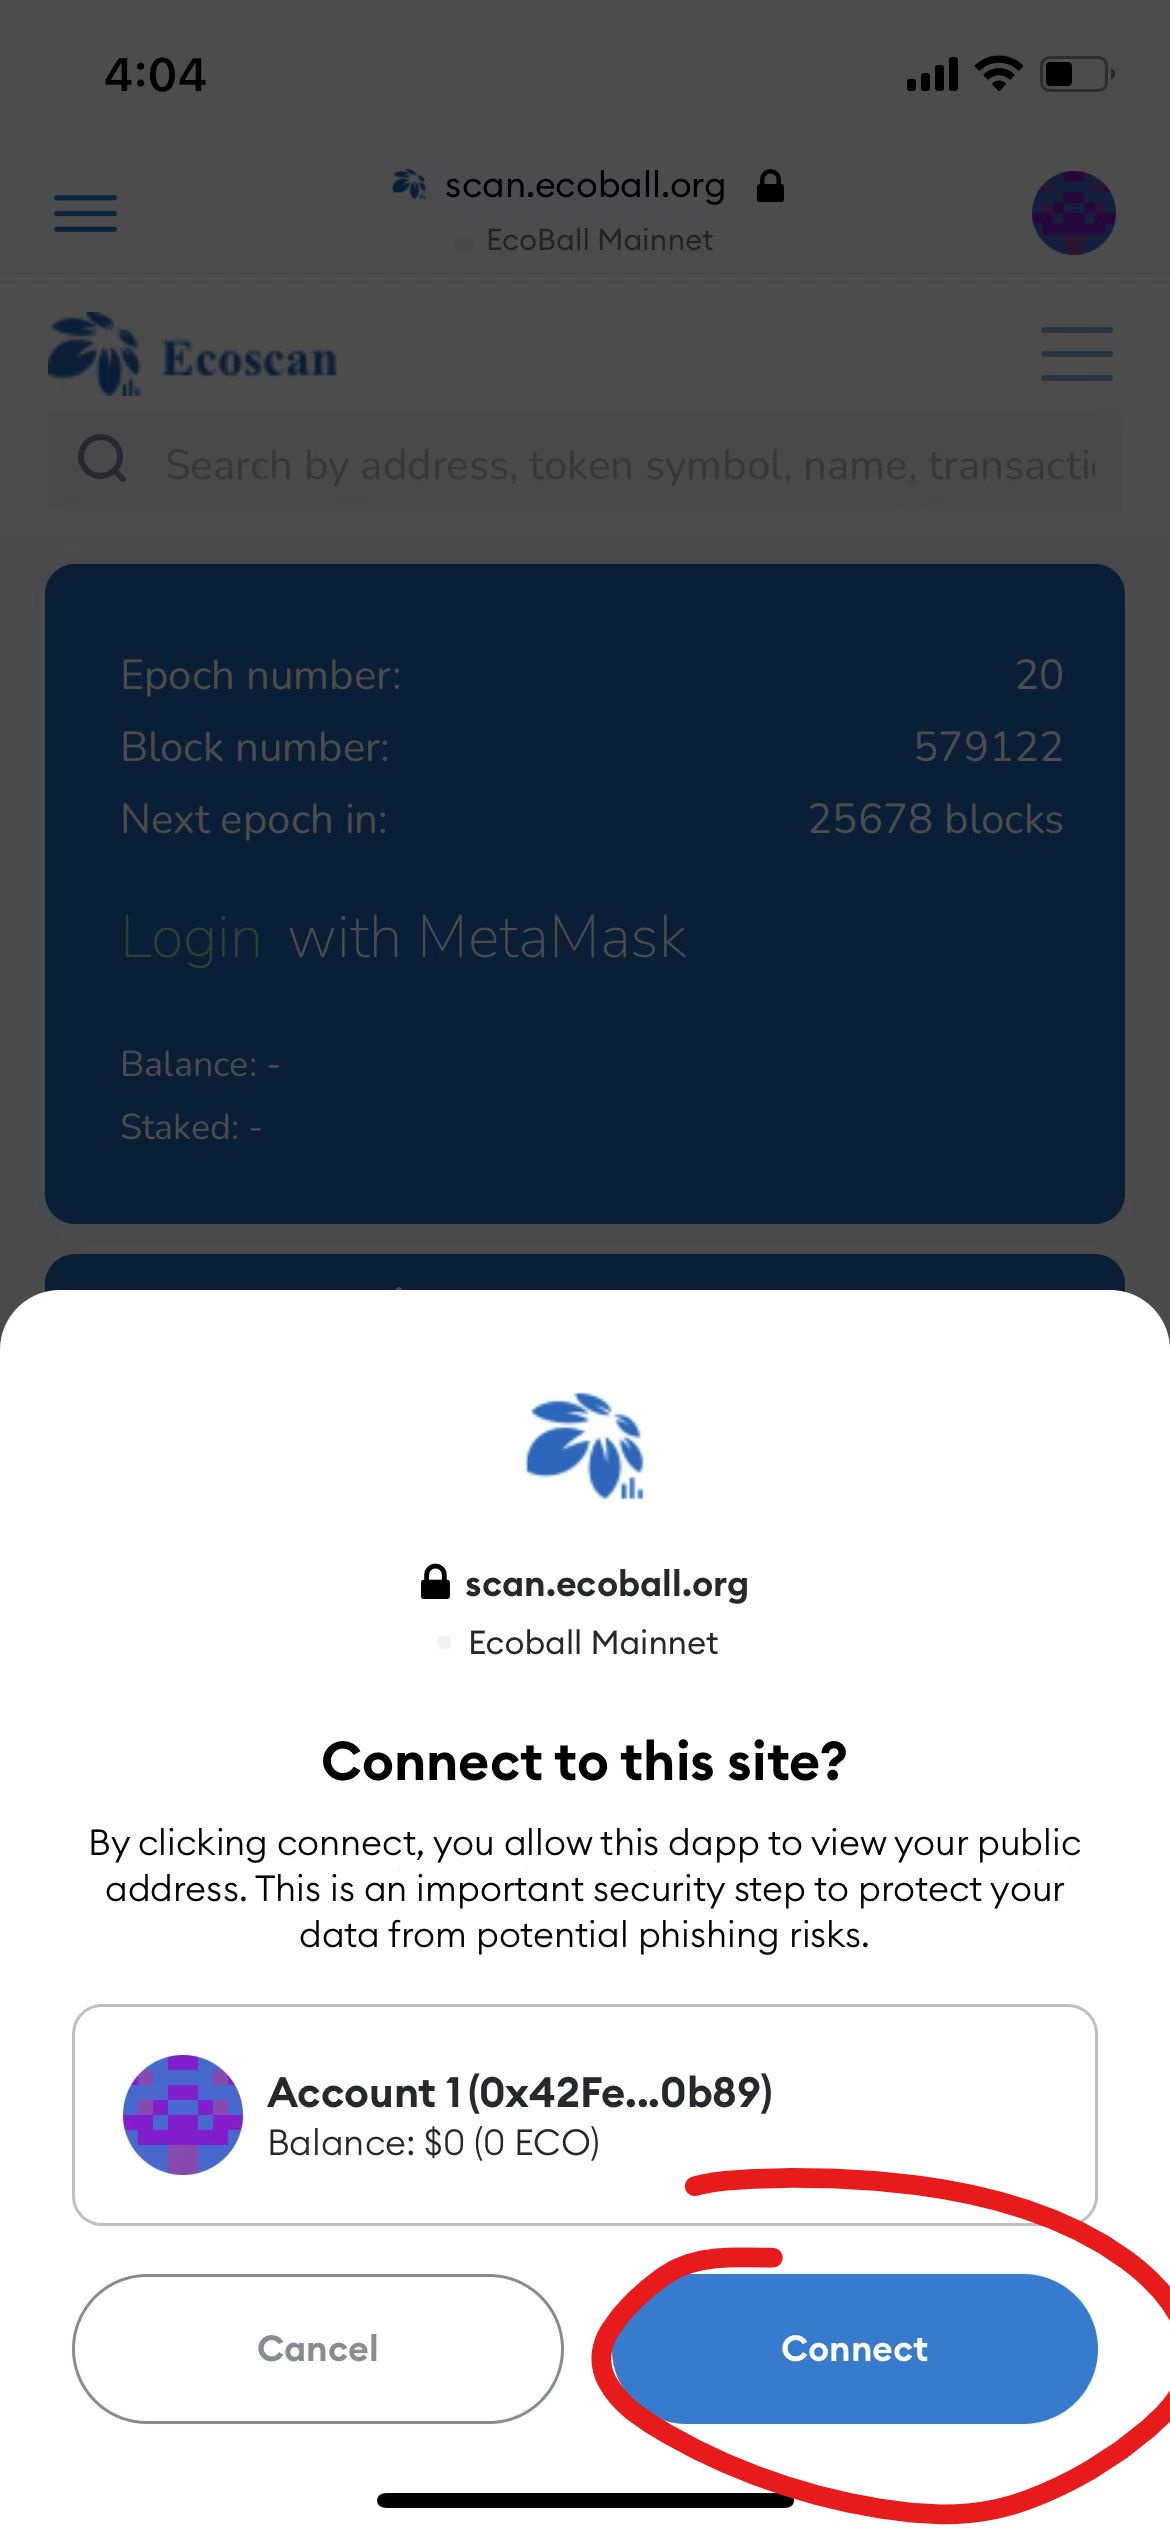 4:04
scan.ecoball.org
EcoBall Mainnet
Ecoscan
Search by address, token symbol, name, transacti
Epoch number: 20
Block number: 579122
Next epoch in: 25678 blocks
Login with MetaMask
Balance: -
Staked: -
scan.ecoball.org
Ecoball Mainnet
Connect to this site?
By clicking connect, you allow this dapp to view your public
address. This is an important security step to protect your
data from potential phishing risks.
Account 1 (0x42Fe...0b89)
Balance: $0 (0 ECO)
Cancel
Connect